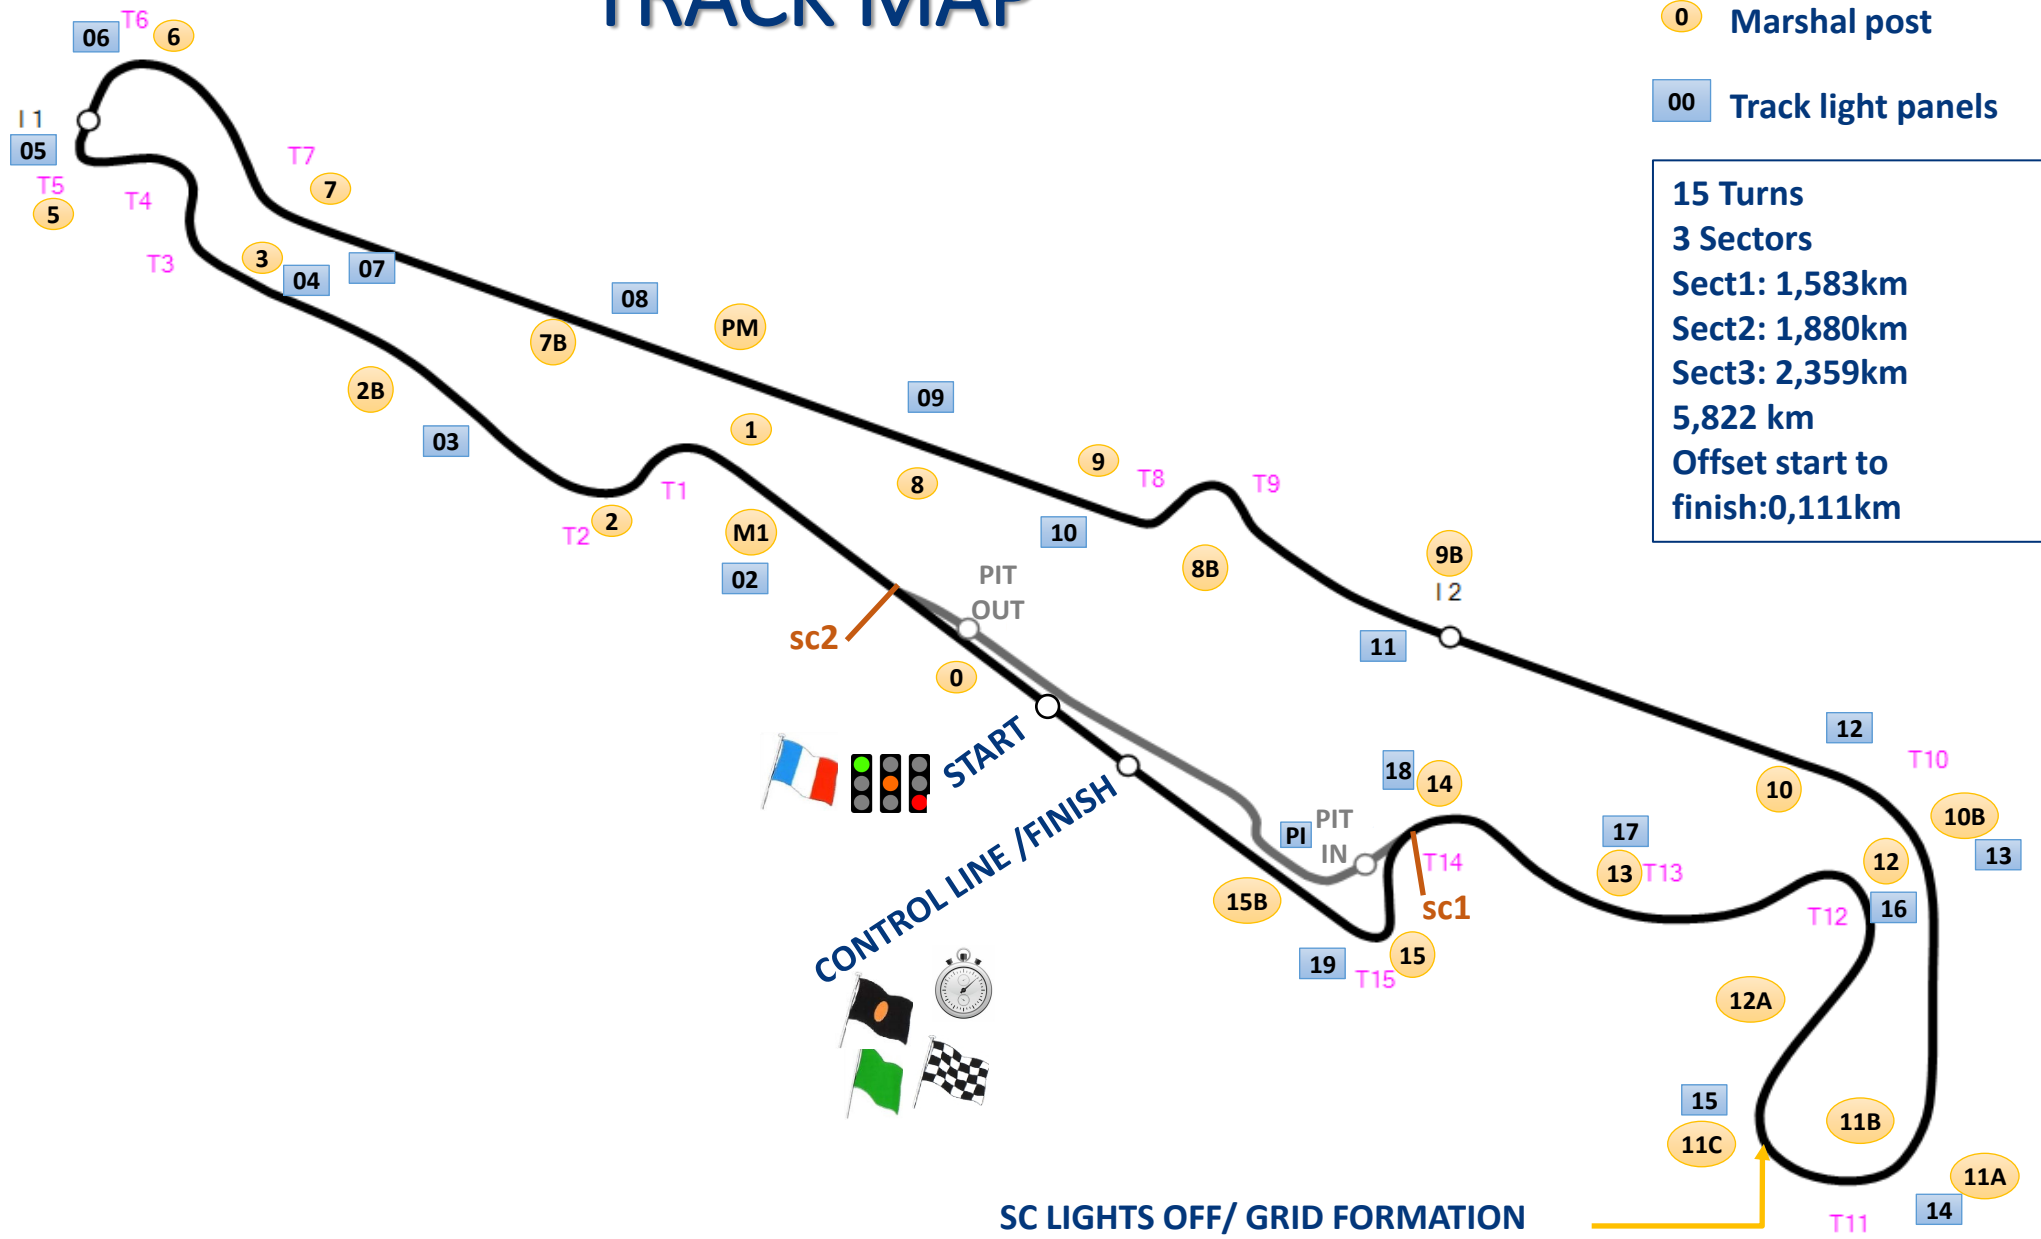 TRACK MAP
0 Marshal post
00 Track light panels
15 Turns
3 Sectors
Sect1: 1,583km
Sect2: 1,880km
Sect3: 2,359km
5,822 km
Offset start to
finish:0,111km
06
T6
6
I 1
05
T5
5
T4
T7
7
T3
3
04
07
08
7B
PM
2B
03
1
09
8
9
T8
T9
T1
T2
2
M1
02
10
8B
9B
I 2
11
PIT
OUT
sc2
0
START
CONTROL LINE /FINISH
12
T10
10
10B
13
18
14
PI
PIT
IN
T14
sc1
17
13
T13
12
16
T12
15B
19
T15
15
12A
15
11C
11B
11A
14
T11
SC LIGHTS OFF/ GRID FORMATION